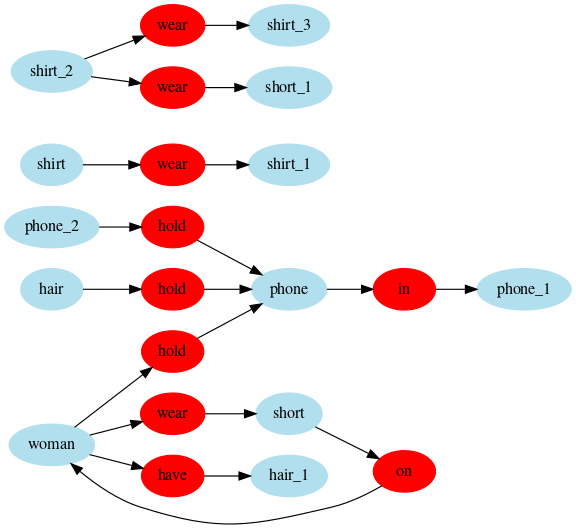 wear
shirt_3
shirt_2
wear
short_1
shirt
wear
shirt_1
phone_2
hold
hair
hold
phone
in
phone_1
hold
wear
short
woman
have
hair_1
on